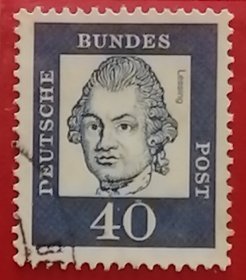 DEUTSCHE
BUNDES
POST
Lessing
40